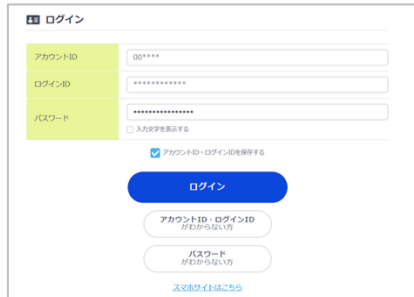 ログイン
アカウントID
00****
ログインID
************
パスワード
••••••••••••••••
入力文字を表示する
アカウントID・ログインIDを保存する
ログイン
アカウントID・ログインID
がわからない方
パスワード
がわからない方
スマホサイトはこちら